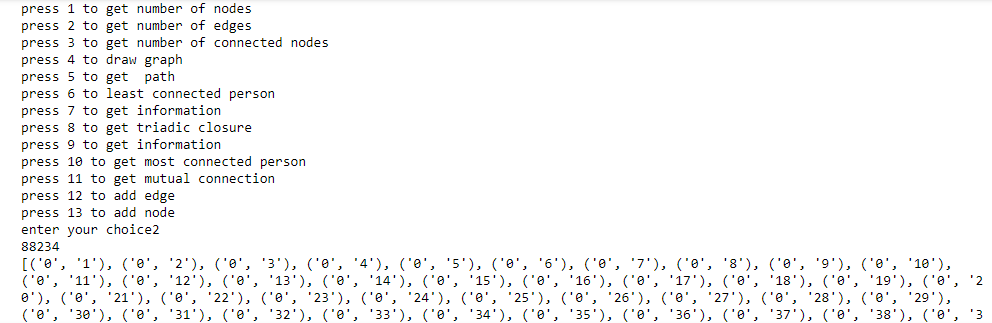 press 1 to get number of nodes
press 2 to get number of edges
press 3 to get number of connected nodes
press 4 to draw graph
press 5 to get  path
press 6 to least connected person
press 7 to get information
press 8 to get triadic closure
press 9 to get information
press 10 to get most connected person
press 11 to get mutual connection
press 12 to add edge
press 13 to add node
enter your choice2
88234
[('0', '1'), ('0', '2'), ('0', '3'), ('0', '4'), ('0', '5'), ('0', '6'), ('0', '7'), ('0', '8'), ('0', '9'), ('0', '10'),
('0', '11'), ('0', '12'), ('0', '13'), ('0', '14'), ('0', '15'), ('0', '16'), ('0', '17'), ('0', '18'), ('0', '19'), ('0', '2
0'), ('0', '21'), ('0', '22'), ('0', '23'), ('0', '24'), ('0', '25'), ('0', '26'), ('0', '27'), ('0', '28'), ('0', '29'),
('0', '30'), ('0', '31'), ('0', '32'), ('0', '33'), ('0', '34'), ('0', '35'), ('0', '36'), ('0', '37'), ('0', '38'), ('0', '3